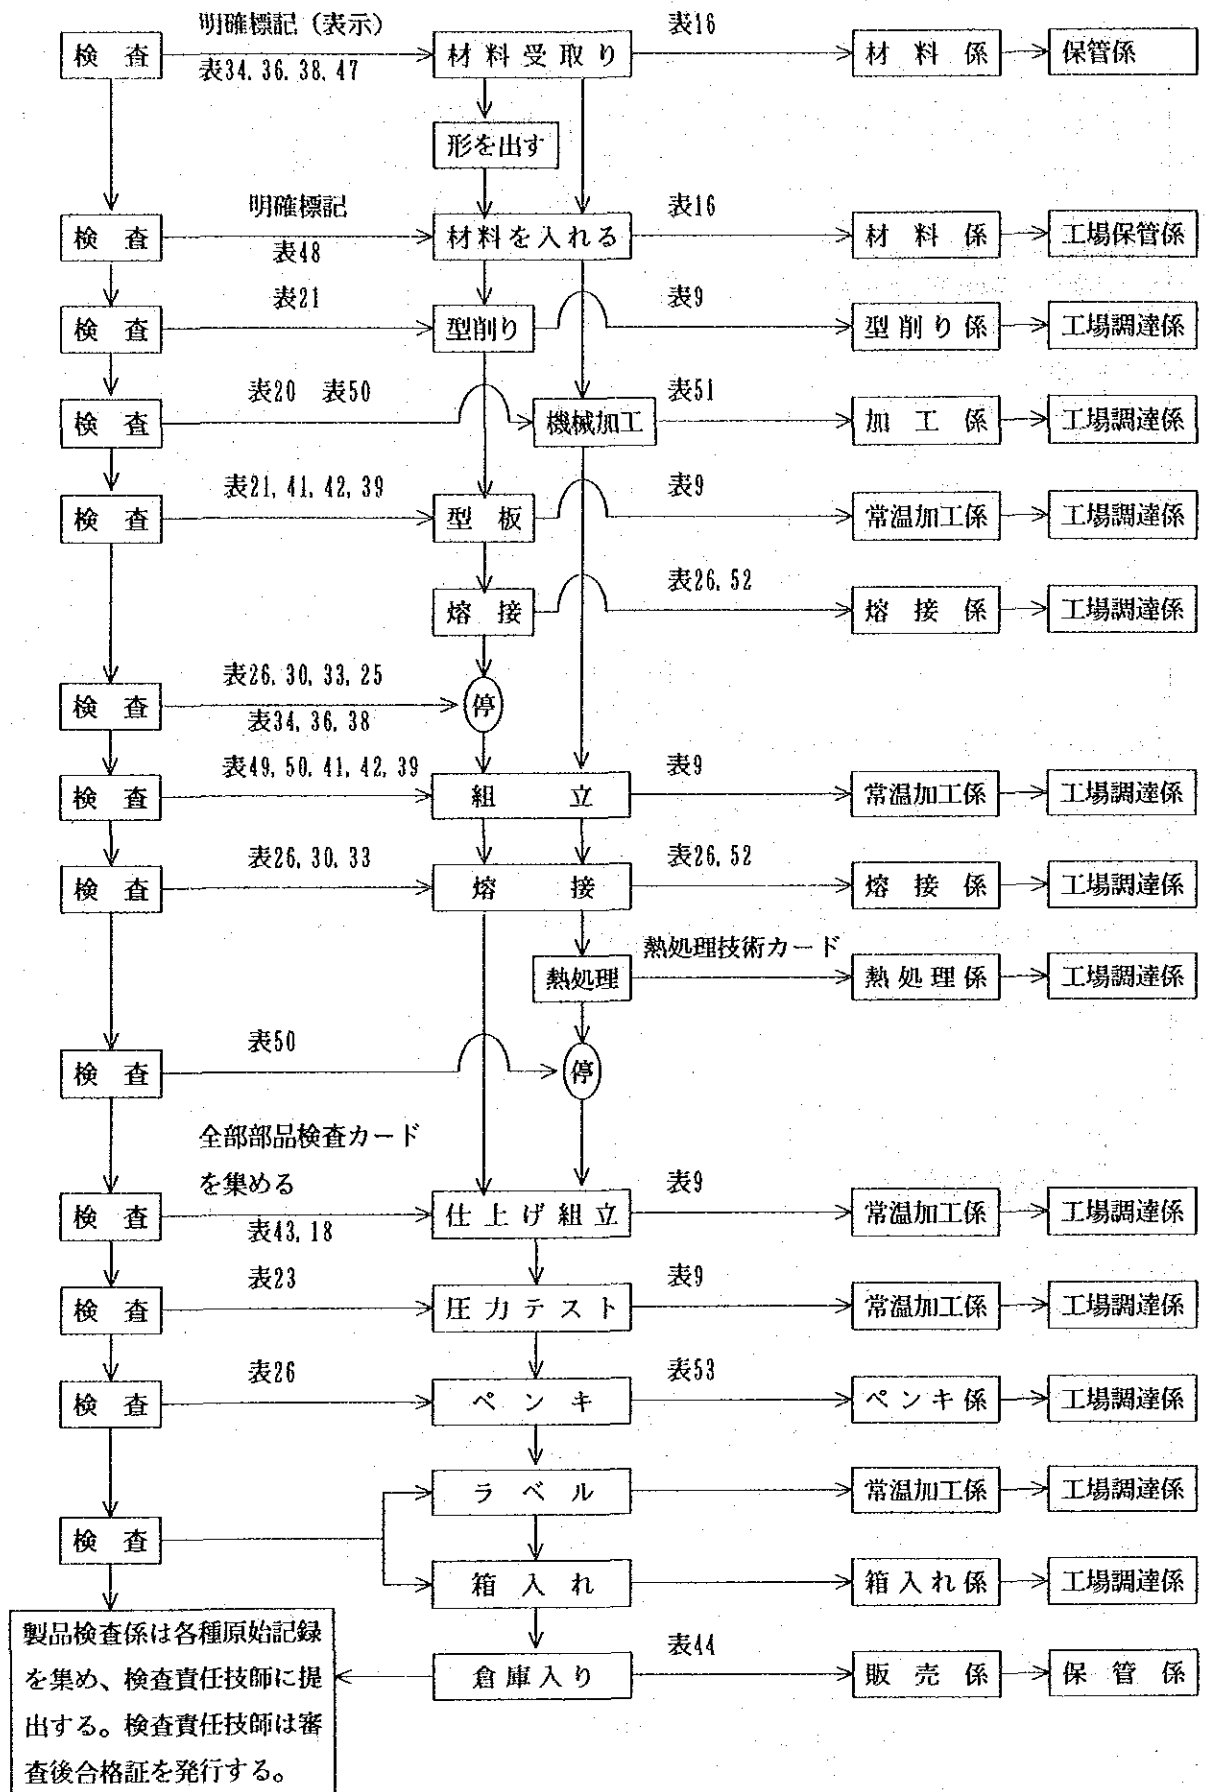 明確標記（表示）
検査
材料受取り
表16
材料係
保管係
表34.36.38.47
形を出す
明確標記
検査
材料を入れる
表16
材料係
工場保管係
表48
表21
検査
型削り
表9
型削り係
工場調達係
表20 表50
検査
機械加工
表51
加工係
工場調達係
表21,41,42,39
検査
型板
表9
常温加工係
工場調達係
熔接
表26,52
熔接係
工場調達係
表26,30,33,25
検査
停
表34,36,38
表49,50,41,42,39
検査
組立
表9
常温加工係
工場調達係
表26,30,33
検査
熔接
表26,52
熔接係
工場調達係
熱処理
熱処理技術カード
熱処理係
工場調達係
表50
検査
停
全部部品検査カード
を集める
検査
仕上げ組立
表9
常温加工係
工場調達係
表43,18
表23
検査
圧力テスト
表9
常温加工係
工場調達係
表26
検査
ペンキ
表53
ペンキ係
工場調達係
ラベル
常温加工係
工場調達係
検査
箱入れ
箱入れ係
工場調達係
倉庫入り
表44
販売係
保管係
製品検査係は各種原始記録
を集め、検査責任技師に提
出する。検査責任技師は審
査後合格証を発行する。